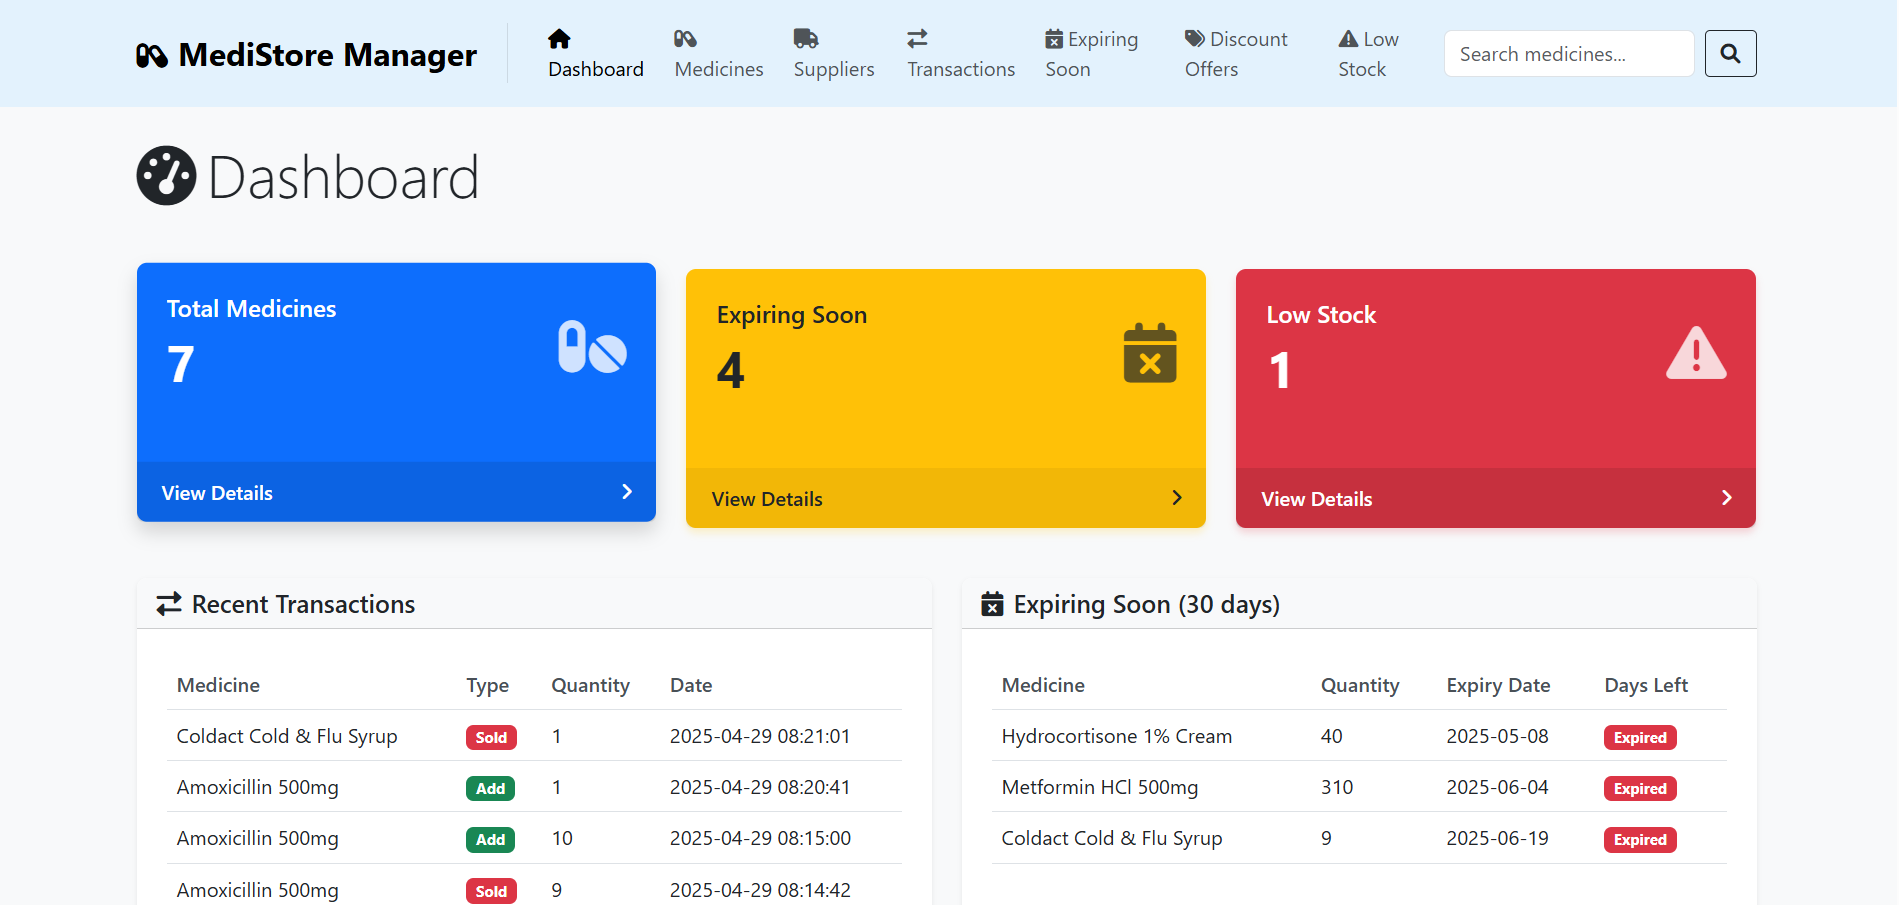 MediStore Manager
Dashboard
Medicines
Suppliers
Transactions
Expiring
Soon
Discount
Offers
Low
Stock
Search medicines...
Dashboard
Total Medicines
7
View Details
Expiring Soon
4
View Details
Low Stock
1
View Details
Recent Transactions
Medicine Type Quantity Date
Coldact Cold & Flu Syrup Sold 1 2025-04-29 08:21:01
Amoxicillin 500mg Add 1 2025-04-29 08:20:41
Amoxicillin 500mg Add 10 2025-04-29 08:15:00
Amoxicillin 500mg Sold 9 2025-04-29 08:14:42
Expiring Soon (30 days)
Medicine Quantity Expiry Date Days Left
Hydrocortisone 1% Cream 40 2025-05-08 Expired
Metformin HCl 500mg 310 2025-06-04 Expired
Coldact Cold & Flu Syrup 9 2025-06-19 Expired